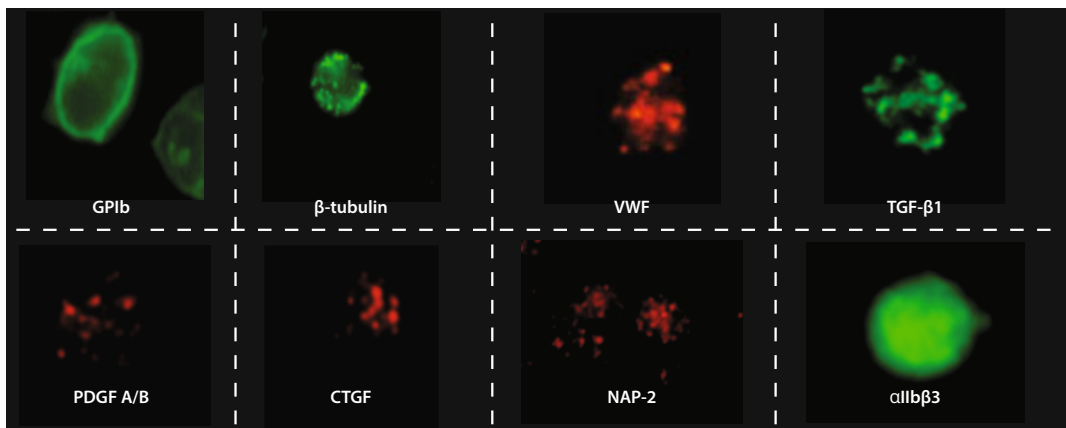 GPIb
β-tubulin
VWF
TGF-β1
PDGF A/B
CTGF
NAP-2
αIIbβ3